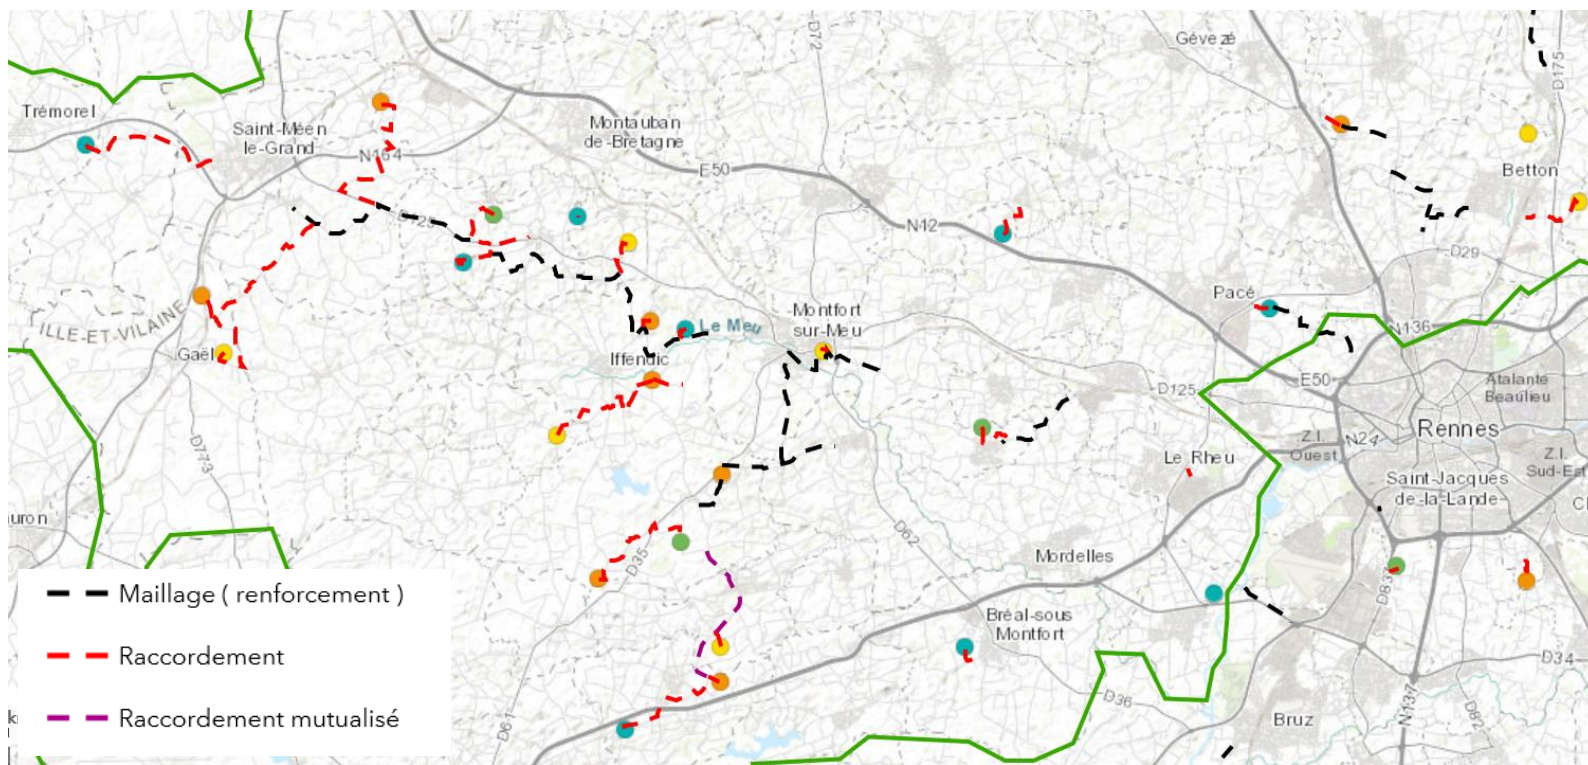 Gévezé
D72
D175
Trémorel
Saint-Méen
le-Grand
Montauban
de-Bretagne
N164
E50
Betton
D125
N12
D29
Pacé
ILLE-ET-VILAINE
Le Meu
Montfort
sur-Meu
N136
Gaël
Iffendic
E50
D125
Atalante
Beaulieu
D773
Rennes
Z.I.
Ouest
N24
Le Rheu
Z.I.
Sud-Est
Saint-Jacques
de-la-Lande
uron
D62
D35
Mordelles
D837
Maillage ( renforcement )
Bréal-sous
Montfort
Raccordement
D34
D36
N137
D82
Bruz
Raccordement mutualisé
D61